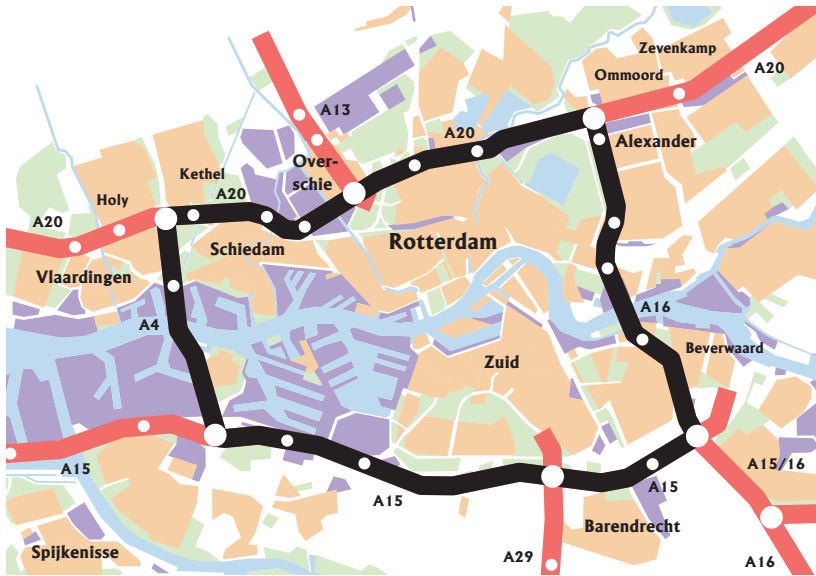 Zevenkamp
Ommoord
A20
A13
A20
Alexander
Over-
schie
Kethel
A20
Holy
A20
Rotterdam
Schiedam
Vlaardingen
A4
A16
Beverwaard
Zuid
A15
A15/16
A15
A15
Barendrecht
Spijkenisse
A29
A16